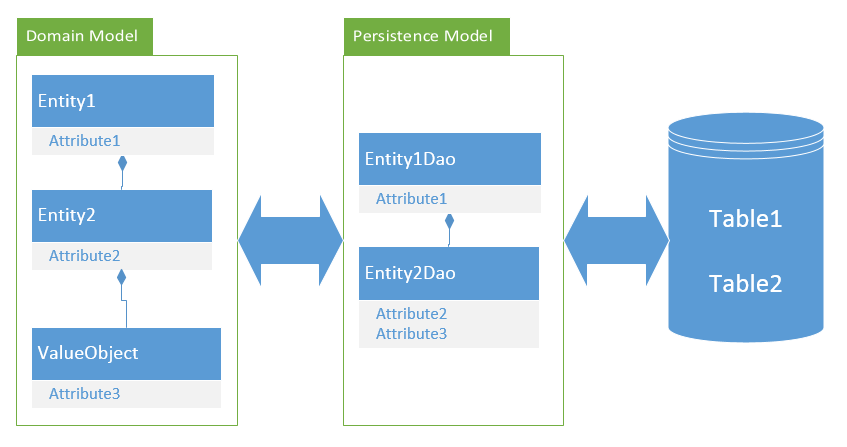 Domain Model
Entity1
Attribute1
Entity2
Attribute2
ValueObject
Attribute3
Persistence Model
Entity1Dao
Attribute1
Entity2Dao
Attribute2
Attribute3
Table1
Table2